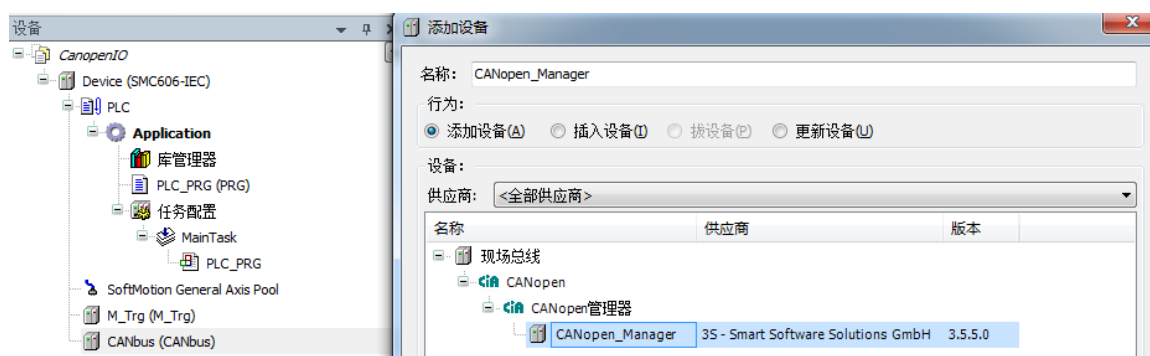 设备
CanopenIO
Device (SMC606-IEC)
PLC
Application
库管理器
PLC_PRG (PRG)
任务配置
MainTask
PLC_PRG
SoftMotion General Axis Pool
M_Trg (M_Trg)
CANbus (CANbus)
添加设备
名称: CANopen_Manager
行为:
添加设备(A) 插入设备(I) 拔设备(P) 更新设备(U)
设备:
供应商: <全部供应商>
名称 供应商 版本
现场总线
CiA CANopen
CiA CANopen管理器
CANopen_Manager 3S - Smart Software Solutions GmbH 3.5.5.0